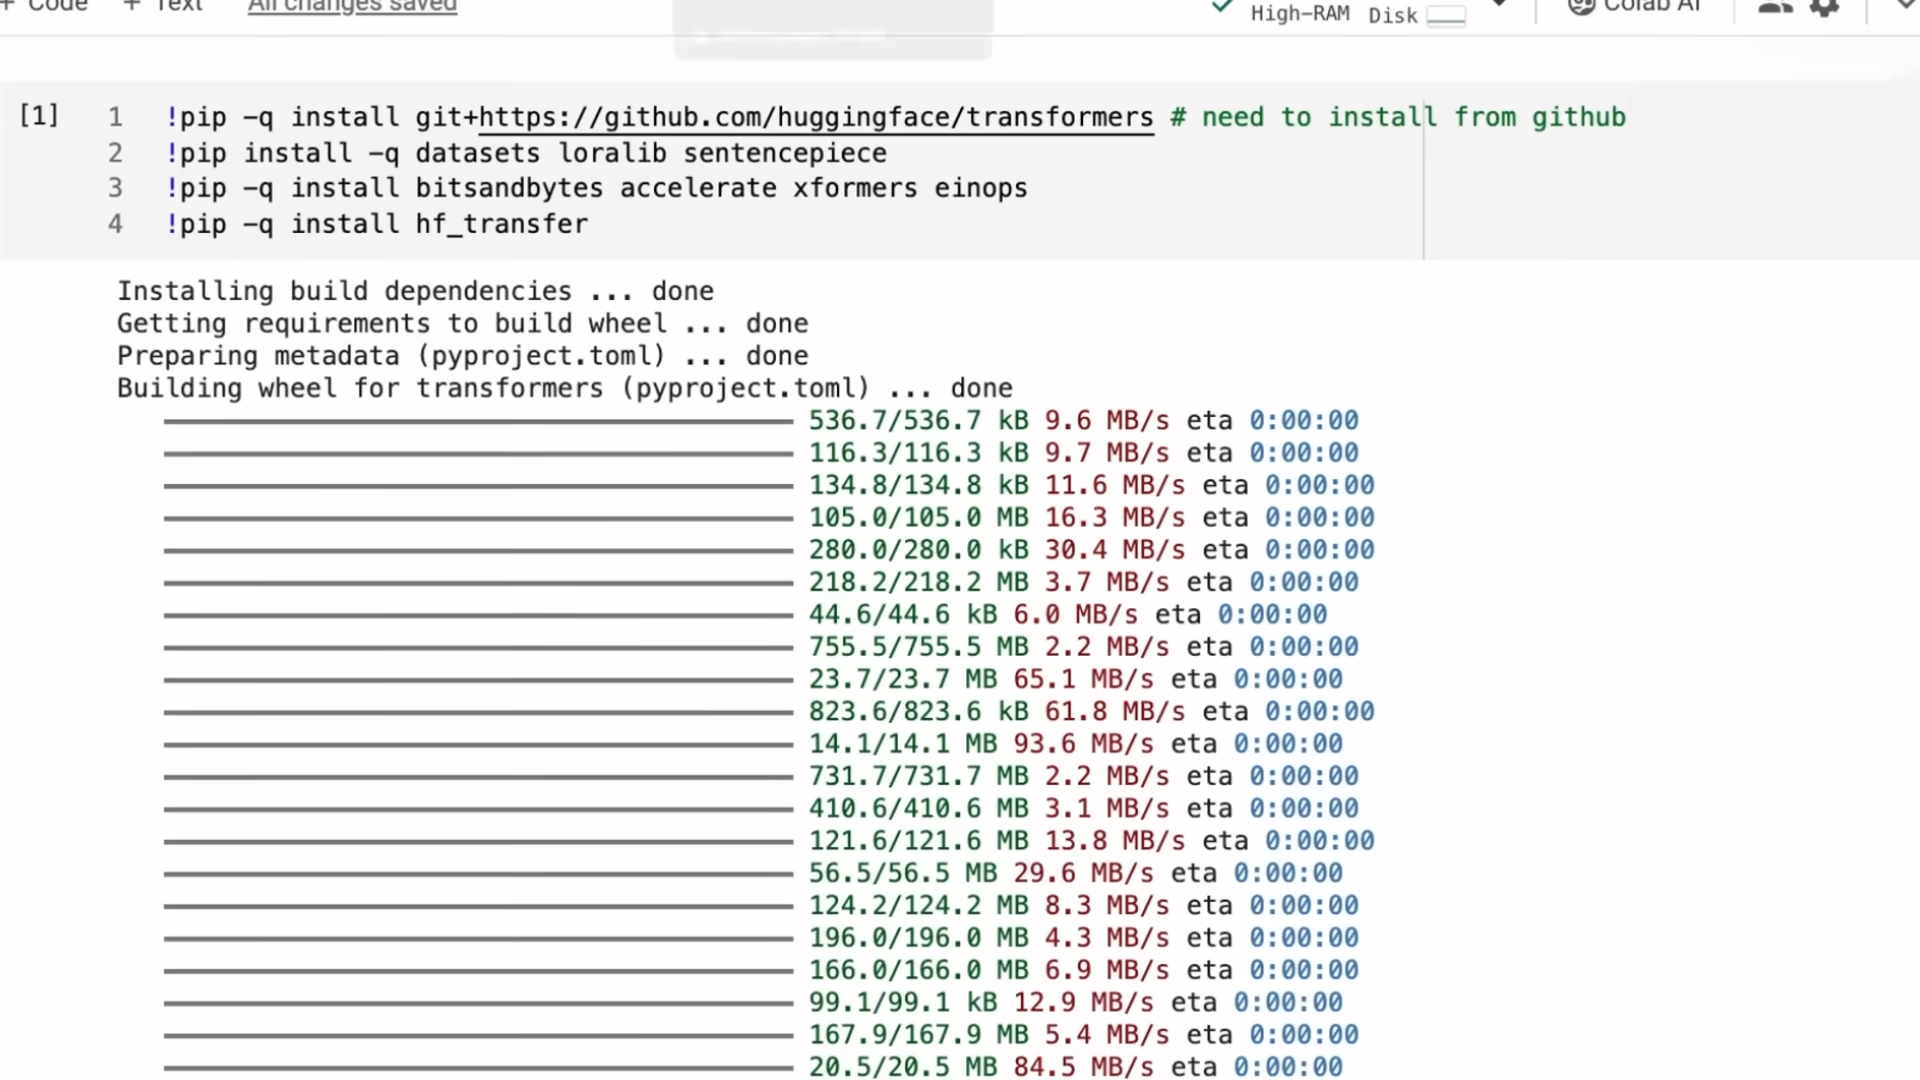 + Code + Text All changes saved
High-RAM Disk Colab AI
[1] 1 !pip -q install git+https://github.com/huggingface/transformers # need to install from github
2 !pip install -q datasets loralib sentencepiece
3 !pip -q install bitsandbytes accelerate xformers einops
4 !pip -q install hf_transfer
Installing build dependencies ... done
Getting requirements to build wheel ... done
Preparing metadata (pyproject.toml) ... done
Building wheel for transformers (pyproject.toml) ... done
536.7/536.7 kB 9.6 MB/s eta 0:00:00
116.3/116.3 kB 9.7 MB/s eta 0:00:00
134.8/134.8 kB 11.6 MB/s eta 0:00:00
105.0/105.0 MB 16.3 MB/s eta 0:00:00
280.0/280.0 kB 30.4 MB/s eta 0:00:00
218.2/218.2 MB 3.7 MB/s eta 0:00:00
44.6/44.6 kB 6.0 MB/s eta 0:00:00
755.5/755.5 MB 2.2 MB/s eta 0:00:00
23.7/23.7 MB 65.1 MB/s eta 0:00:00
823.6/823.6 kB 61.8 MB/s eta 0:00:00
14.1/14.1 MB 93.6 MB/s eta 0:00:00
731.7/731.7 MB 2.2 MB/s eta 0:00:00
410.6/410.6 MB 3.1 MB/s eta 0:00:00
121.6/121.6 MB 13.8 MB/s eta 0:00:00
56.5/56.5 MB 29.6 MB/s eta 0:00:00
124.2/124.2 MB 8.3 MB/s eta 0:00:00
196.0/196.0 MB 4.3 MB/s eta 0:00:00
166.0/166.0 MB 6.9 MB/s eta 0:00:00
99.1/99.1 kB 12.9 MB/s eta 0:00:00
167.9/167.9 MB 5.4 MB/s eta 0:00:00
20.5/20.5 MB 84.5 MB/s eta 0:00:00